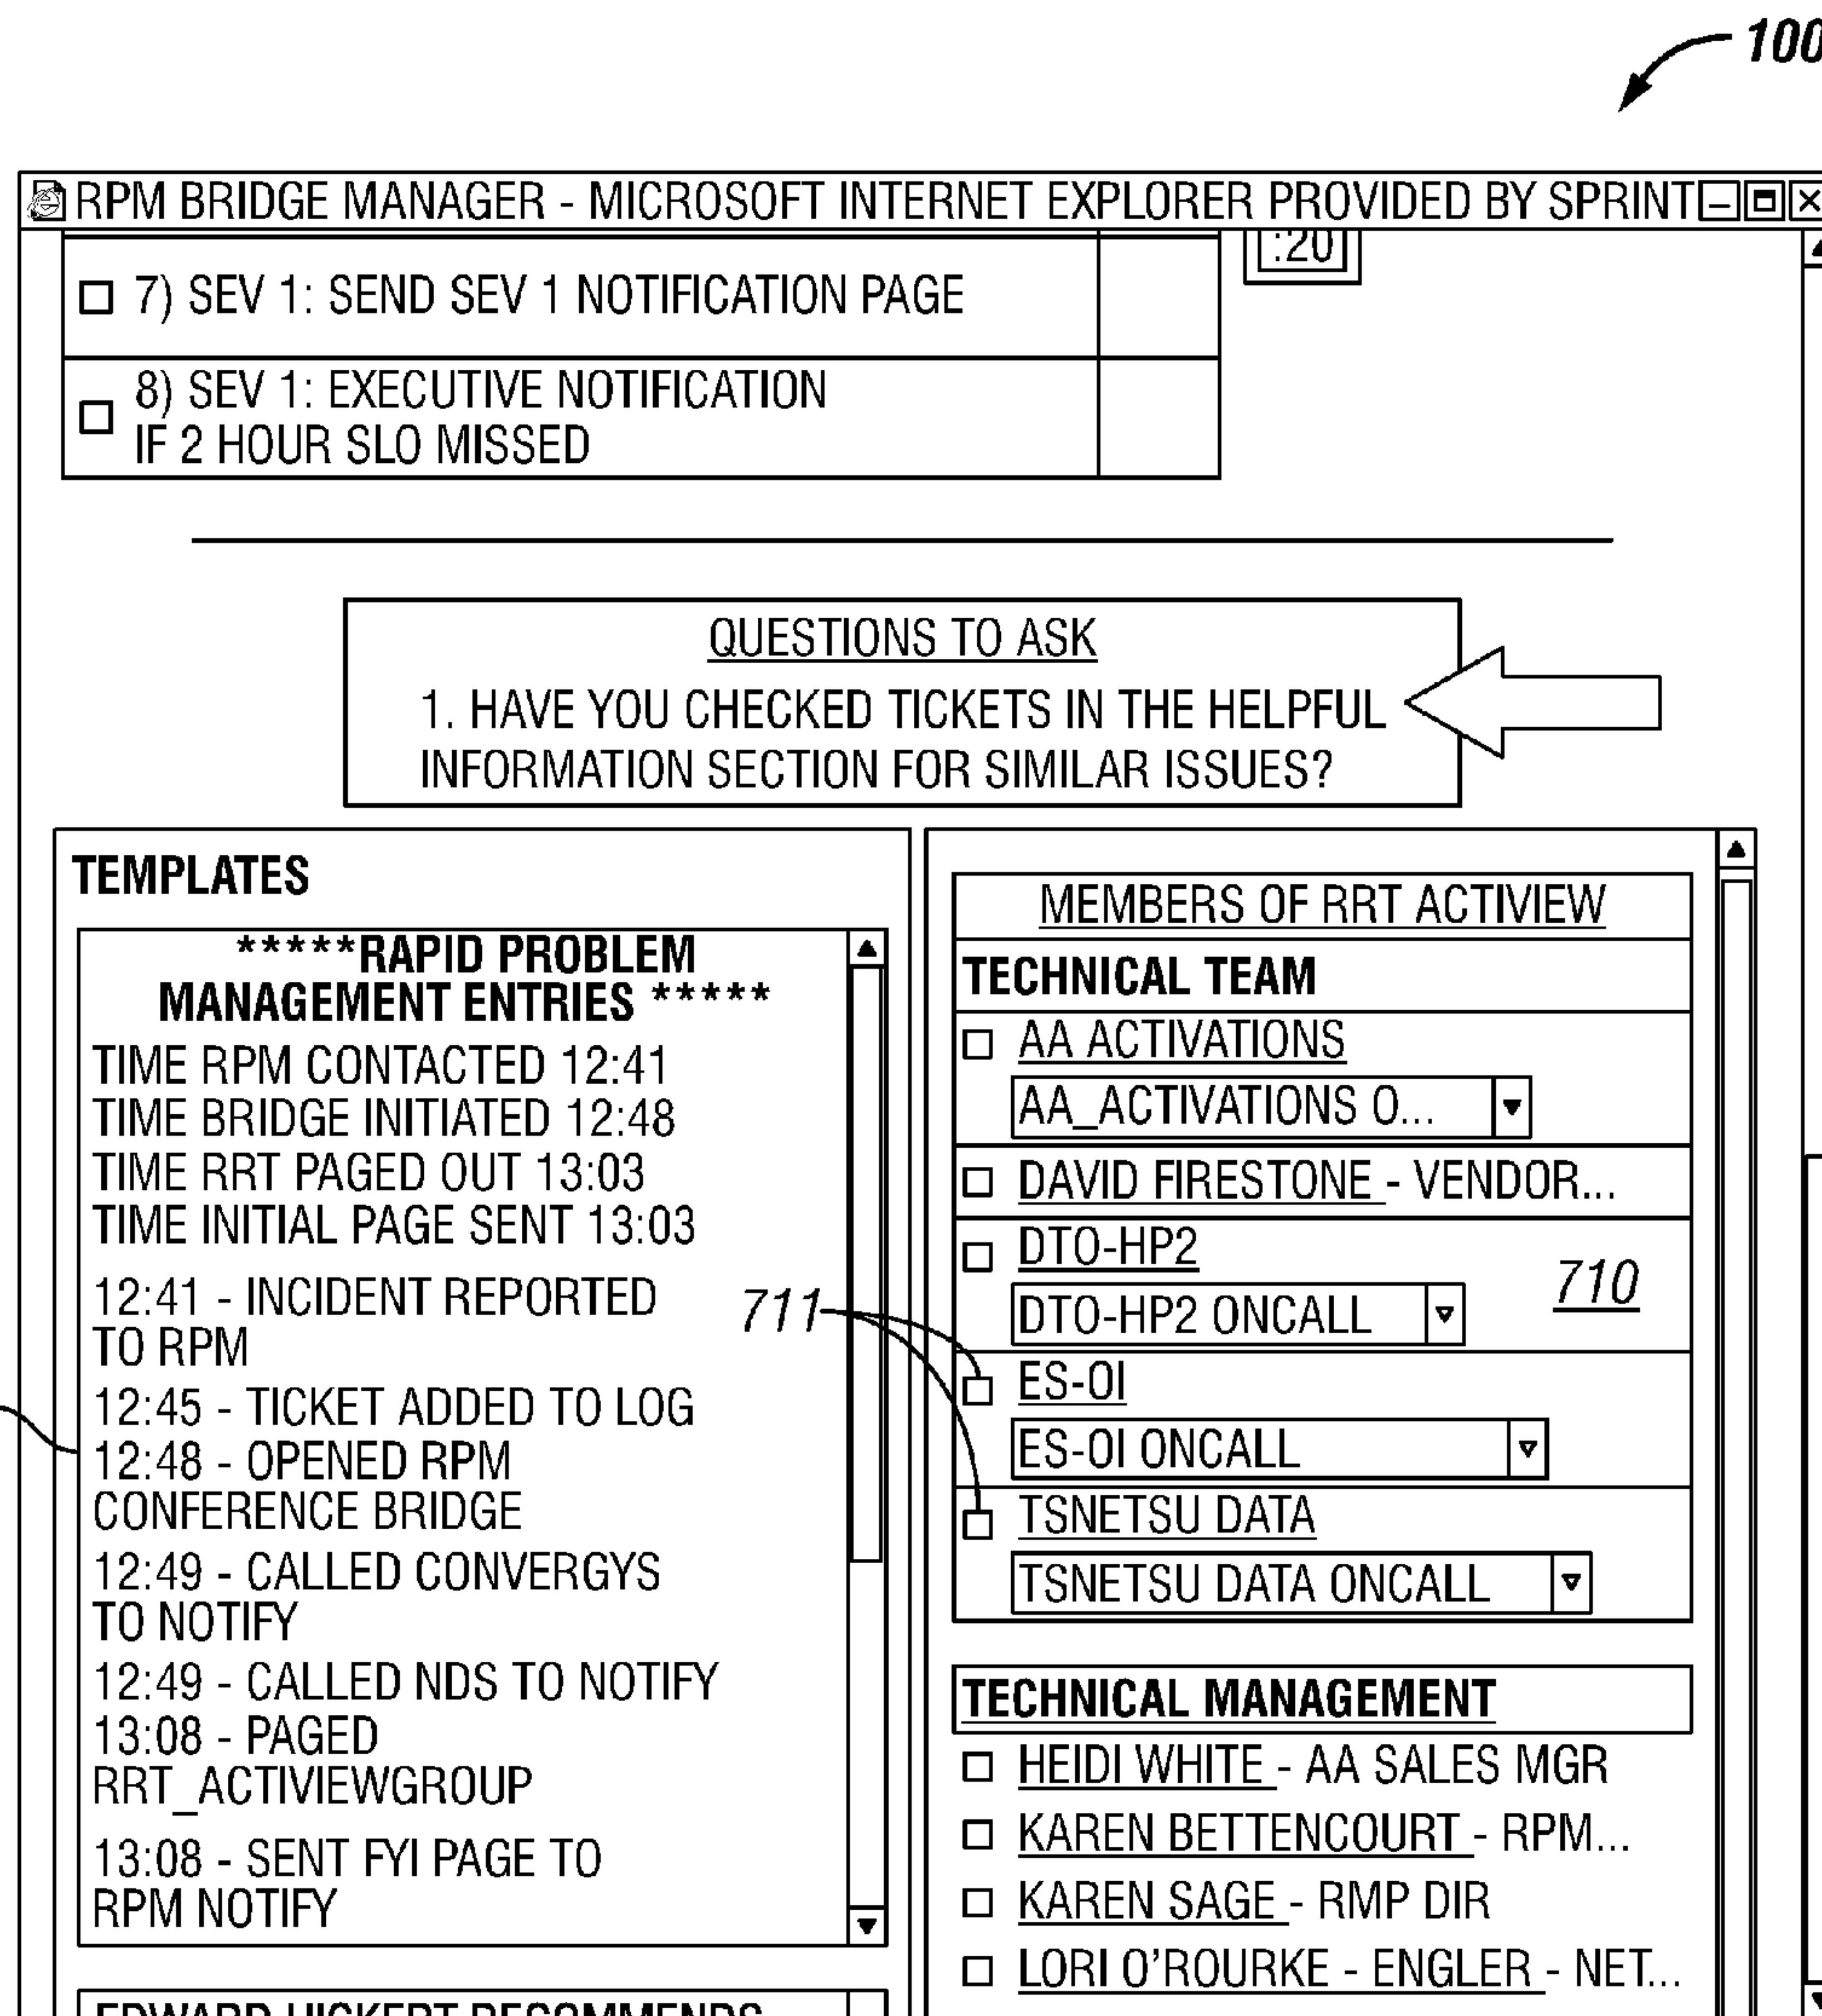 100
RPM BRIDGE MANAGER - MICROSOFT INTERNET EXPLORER PROVIDED BY SPRINT
:20
7) SEV 1: SEND SEV 1 NOTIFICATION PAGE
8) SEV 1: EXECUTIVE NOTIFICATION
IF 2 HOUR SLO MISSED
QUESTIONS TO ASK
1. HAVE YOU CHECKED TICKETS IN THE HELPFUL
INFORMATION SECTION FOR SIMILAR ISSUES?
TEMPLATES
*****RAPID PROBLEM
MANAGEMENT ENTRIES *****
TIME RPM CONTACTED 12:41
TIME BRIDGE INITIATED 12:48
TIME RRT PAGED OUT 13:03
TIME INITIAL PAGE SENT 13:03
12:41 - INCIDENT REPORTED
TO RPM
12:45 - TICKET ADDED TO LOG
12:48 - OPENED RPM
CONFERENCE BRIDGE
12:49 - CALLED CONVERGYS
TO NOTIFY
12:49 - CALLED NDS TO NOTIFY
13:08 - PAGED
RRT_ACTIVIEWGROUP
13:08 - SENT FYI PAGE TO
RPM NOTIFY
EDWARD HICKERT RECOMMENDS
711
MEMBERS OF RRT ACTIVIEW
TECHNICAL TEAM
AA ACTIVATIONS
AA_ACTIVATIONS O...
DAVID FIRESTONE - VENDOR...
DTO-HP2
710
DTO-HP2 ONCALL
ES-OI
ES-OI ONCALL
TSNETSU DATA
TSNETSU DATA ONCALL
TECHNICAL MANAGEMENT
HEIDI WHITE - AA SALES MGR
KAREN BETTENCOURT - RPM...
KAREN SAGE - RMP DIR
LORI O'ROURKE - ENGLER - NET...